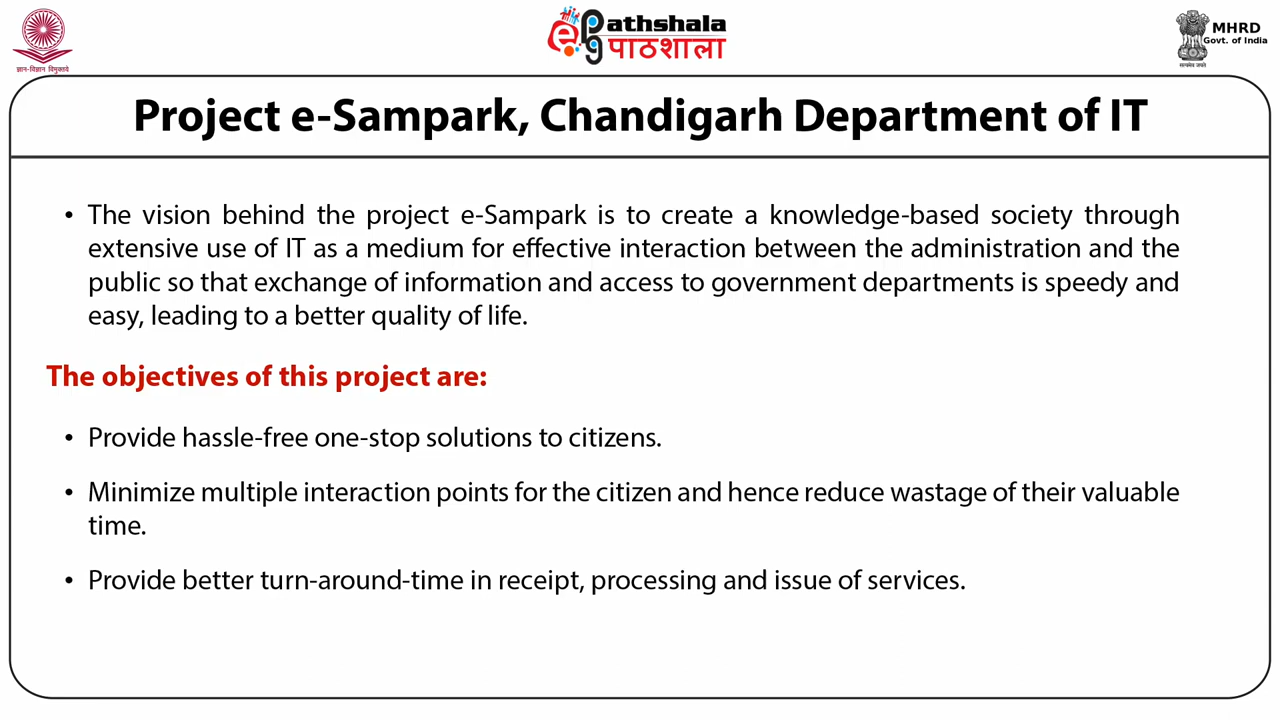 ज्ञान-विज्ञान विमुक्तये
e Pathshala
पाठशाला
MHRD
Govt. of India
सत्यमेव जयते
Project e-Sampark, Chandigarh Department of IT
• The vision behind the project e-Sampark is to create a knowledge-based society through
extensive use of IT as a medium for effective interaction between the administration and the
public so that exchange of information and access to government departments is speedy and
easy, leading to a better quality of life.
The objectives of this project are:
• Provide hassle-free one-stop solutions to citizens.
• Minimize multiple interaction points for the citizen and hence reduce wastage of their valuable
time.
• Provide better turn-around-time in receipt, processing and issue of services.